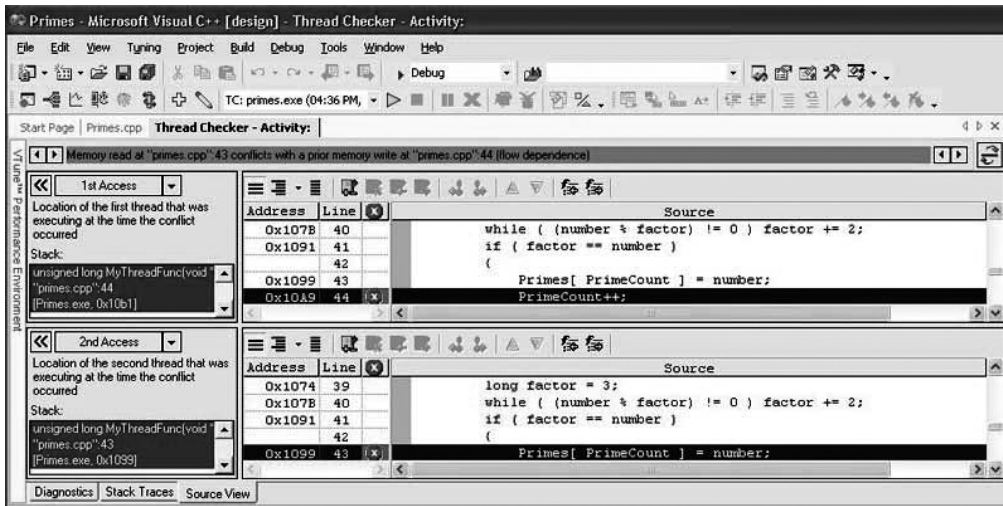 Primes - Microsoft Visual C++ [design] - Thread Checker - Activity:
File Edit View Tuning Project Build Debug Tools Window Help
Debug
TC: primes.exe (04:36 PM,
Start Page Primes.cpp Thread Checker - Activity:
Memory read at "primes.cpp":43 conflicts with a prior memory write at "primes.cpp":44 (flow dependence)
VTune™ Performance Environment
1st Access
Location of the first thread that was
executing at the time the conflict
occurred
Stack:
unsigned long MyThreadFunc(void *
"primes.cpp":44
[Primes.exe, 0x10b1]
Address Line Source
0x107B 40 while ( (number % factor) != 0 ) factor += 2;
0x1091 41 if ( factor == number )
42 {
0x1099 43 Primes[ PrimeCount ] = number;
0x10A9 44 PrimeCount++;
2nd Access
Location of the second thread that was
executing at the time the conflict
occurred
Stack:
unsigned long MyThreadFunc(void *
"primes.cpp":43
[Primes.exe, 0x1099]
Address Line Source
0x1074 39 long factor = 3;
0x107B 40 while ( (number % factor) != 0 ) factor += 2;
0x1091 41 if ( factor == number )
42 {
0x1099 43 Primes[ PrimeCount ] = number;
Diagnostics Stack Traces Source View